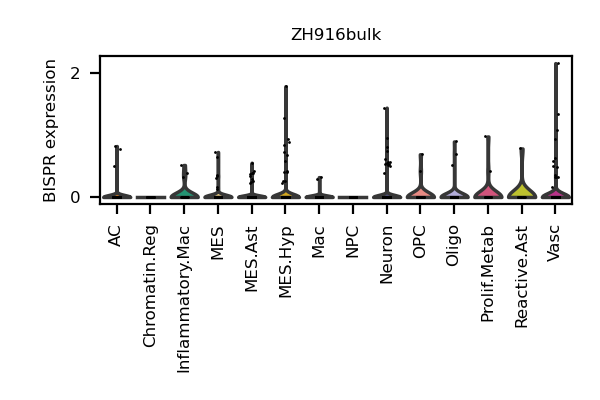 ZH916bulk
BISPR expression
2
0
AC
Chromatin.Reg
Inflammatory.Mac
MES
MES.Ast
MES.Hyp
Mac
NPC
Neuron
OPC
Oligo
Prolif.Metab
Reactive.Ast
Vasc